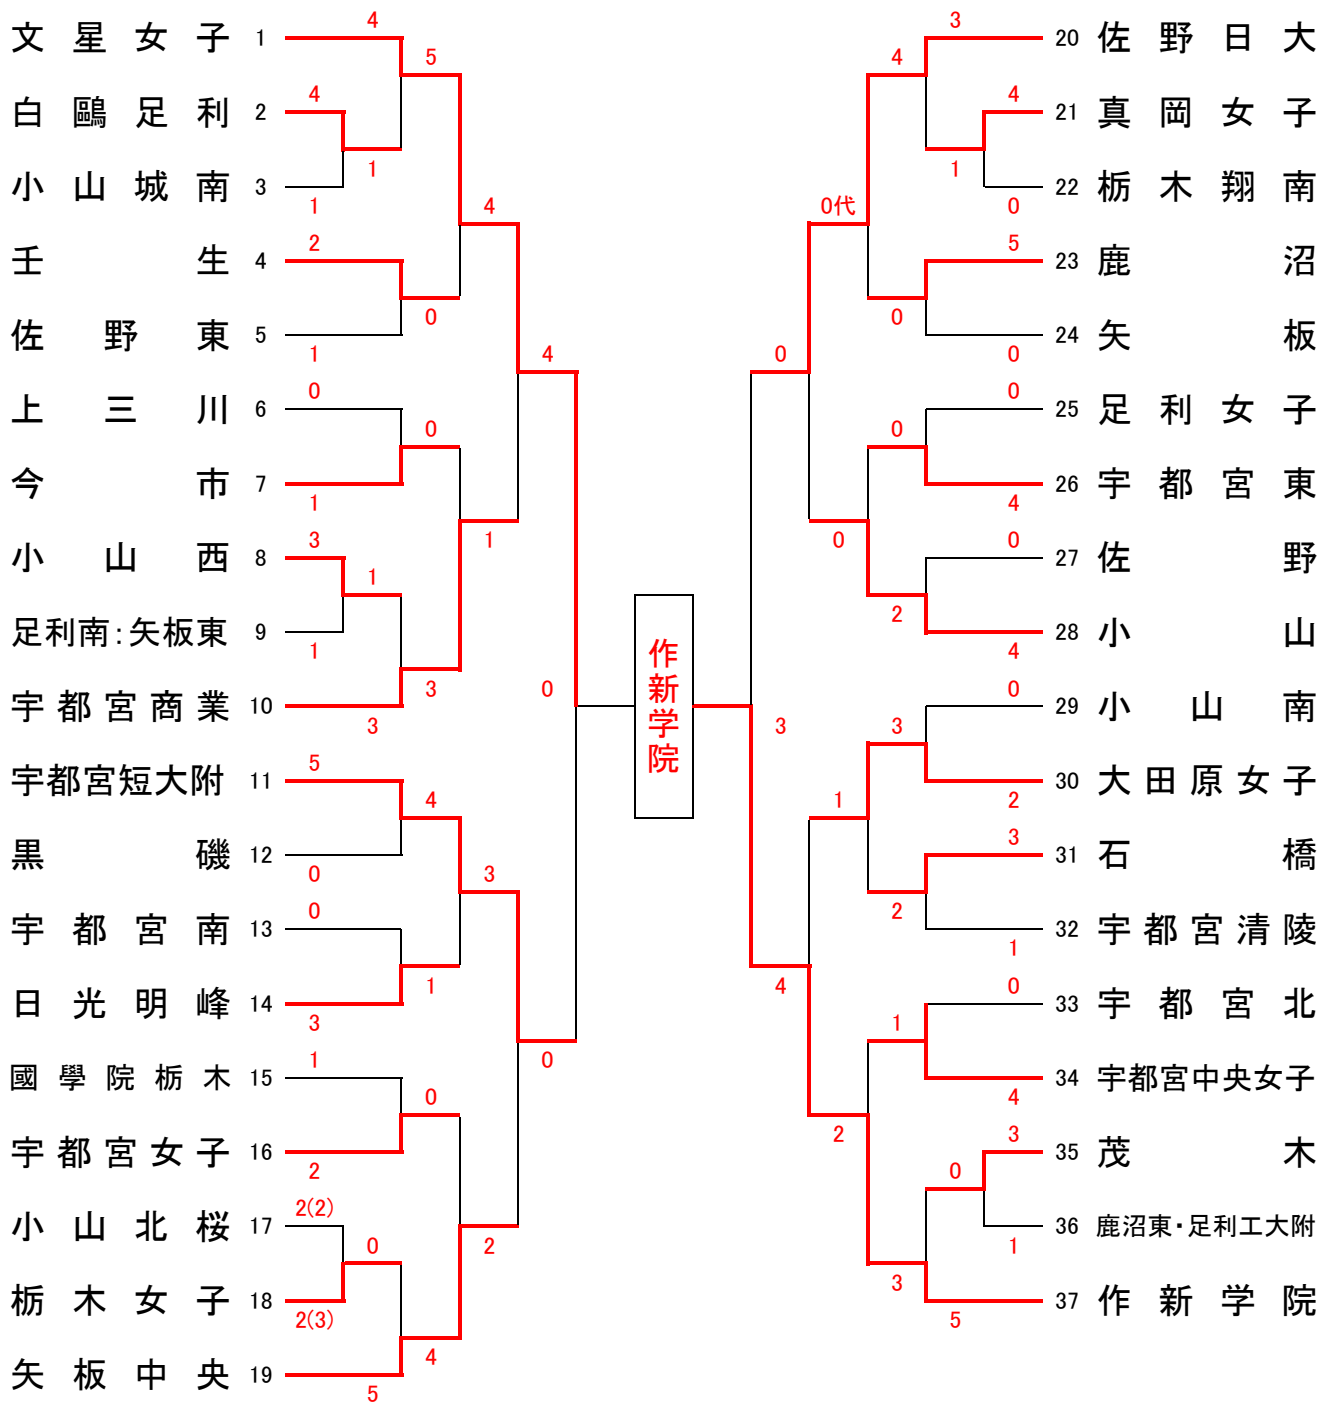 文星女子 1
4
5
白鷗足利 2
4
1
小山城南 3
1
4
壬生 4
2
0
佐野東 5
1
4
上三川 6
0
0
今市 7
1
小山西 8
3
1
1
足利南:矢板東 9
1
宇都宮商業 10
3
3
0
宇都宮短大附 11
5
4
黒磯 12
0
3
宇都宮南 13
0
1
日光明峰 14
3
國學院栃木 15
1
0
0
宇都宮女子 16
2
小山北桜 17
2(2)
0
2
栃木女子 18
2(3)
矢板中央 19
5
4
作新学院
3
4
20 佐野日大
4
21 真岡女子
1
22 栃木翔南
0
0代
5
23 鹿沼
0
24 矢板
0
0
0
25 足利女子
0
26 宇都宮東
4
0
27 佐野
0
2
28 小山
4
3
0
29 小山南
3
30 大田原女子
2
1
3
31 石橋
2
32 宇都宮清陵
1
4
0
33 宇都宮北
1
34 宇都宮中央女子
4
2
3
35 茂木
0
36 鹿沼東・足利工大附
1
3
37 作新学院
5